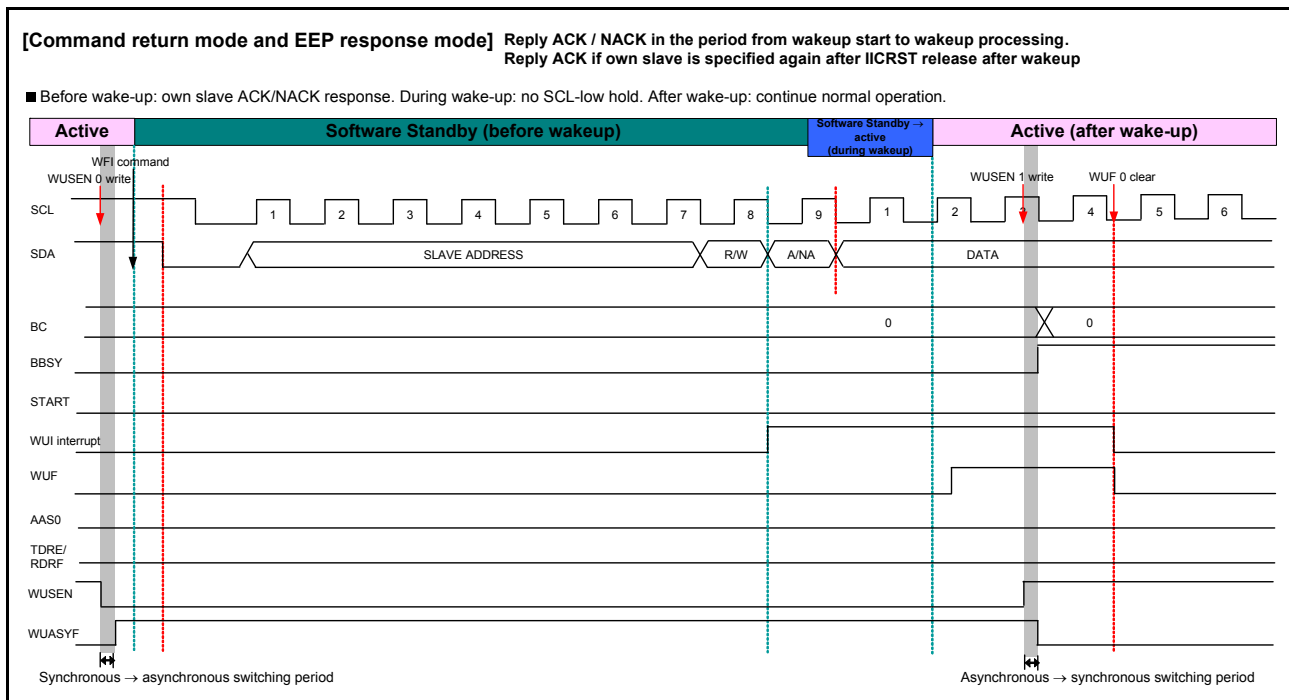 [Command return mode and EEP response mode] Reply ACK / NACK in the period from wakeup start to wakeup processing.
Reply ACK if own slave is specified again after IICRST release after wakeup
■ Before wake-up: own slave ACK/NACK response. During wake-up: no SCL-low hold. After wake-up: continue normal operation.
Active Software Standby (before wakeup) Software Standby → active (during wakeup) Active (after wake-up)
WFI command
WUSEN 0 write WUSEN 1 write WUF 0 clear
SCL 1 2 3 4 5 6 7 8 9 1 2 3 4 5 6
SDA SLAVE ADDRESS R/W A/NA DATA
BC 0 0
BBSY
START
WUI interrupt
WUF
AAS0
TDRE/
RDRF
WUSEN
WUASYF
Synchronous → asynchronous switching period Asynchronous → synchronous switching period